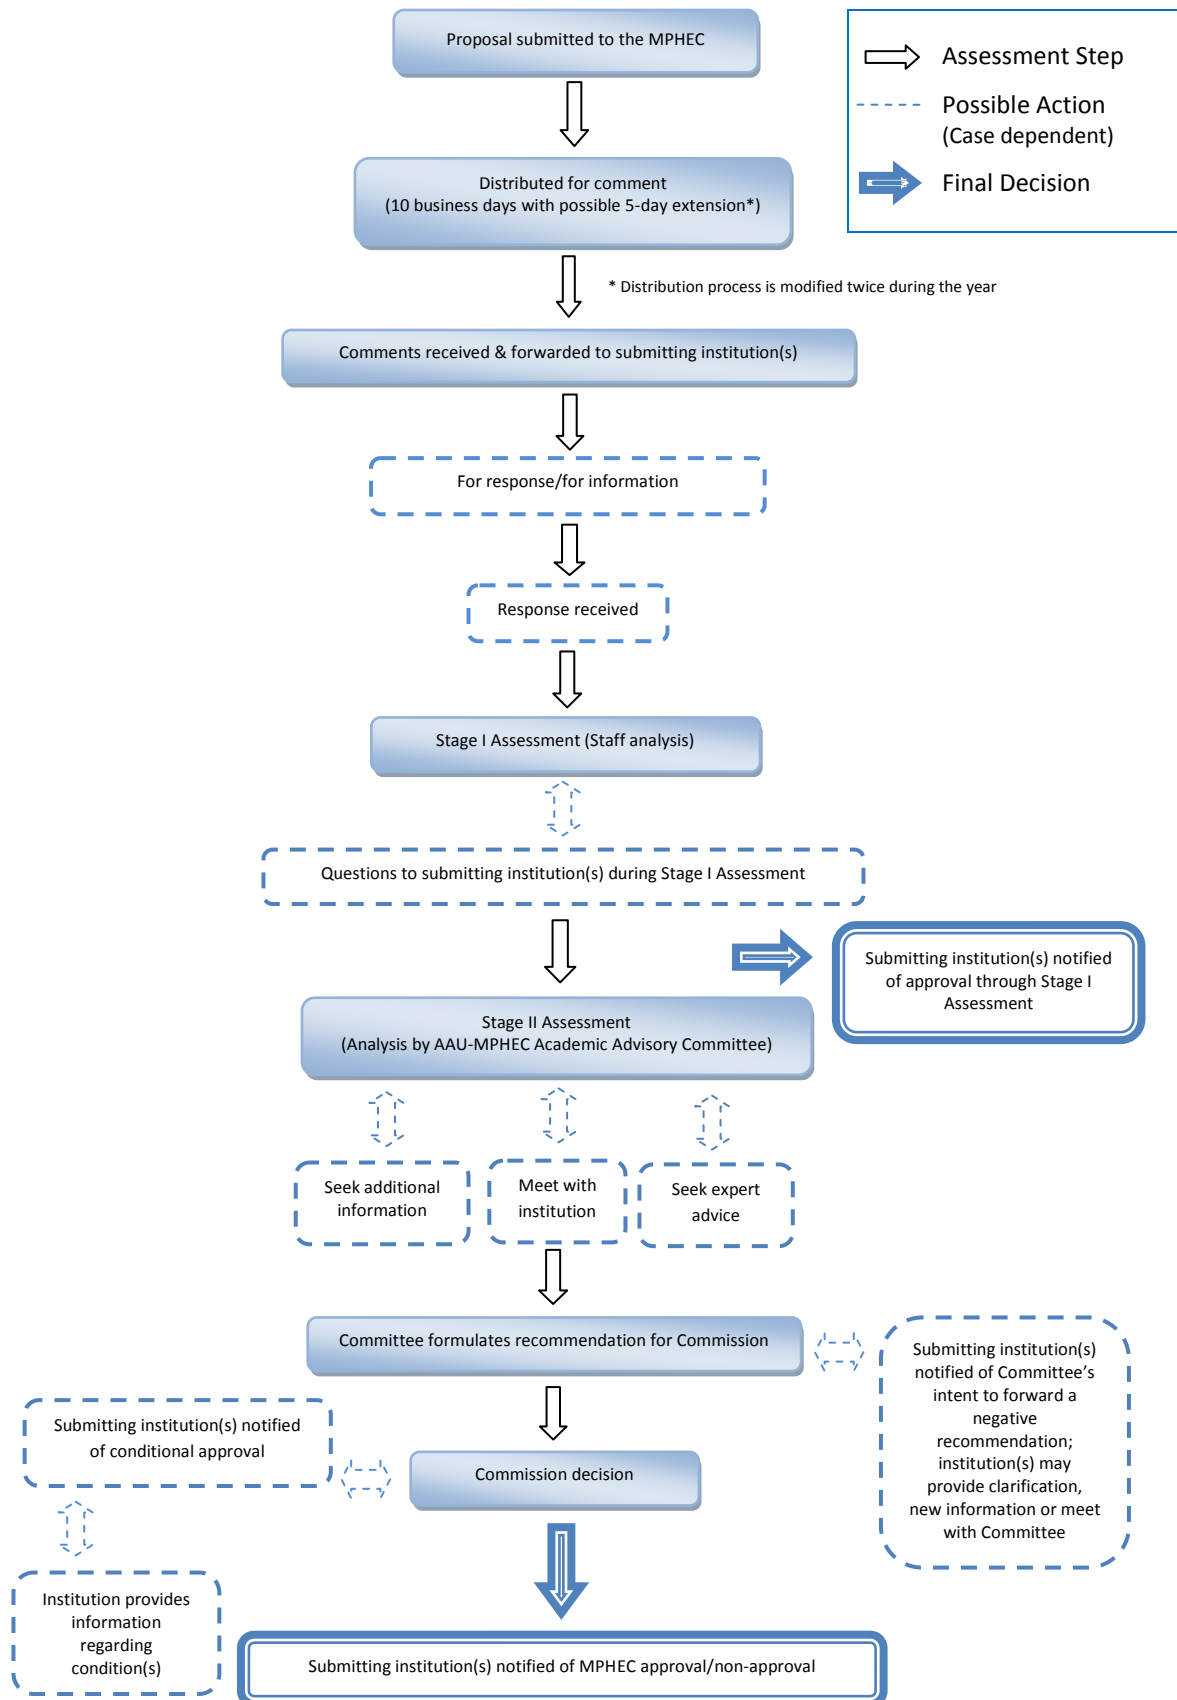 Proposal submitted to the MPHEC
Assessment Step
Possible Action
(Case dependent)
Final Decision
Distributed for comment
(10 business days with possible 5-day extension*)
* Distribution process is modified twice during the year
Comments received & forwarded to submitting institution(s)
For response/for information
Response received
Stage I Assessment (Staff analysis)
Questions to submitting institution(s) during Stage I Assessment
Submitting institution(s) notified
of approval through Stage I
Assessment
Stage II Assessment
(Analysis by AAU-MPHEC Academic Advisory Committee)
Seek additional
information
Meet with
institution
Seek expert
advice
Committee formulates recommendation for Commission
Submitting institution(s)
notified of Committee’s
intent to forward a
negative
recommendation;
institution(s) may
provide clarification,
new information or meet
with Committee
Submitting institution(s) notified
of conditional approval
Commission decision
Institution provides
information
regarding
condition(s)
Submitting institution(s) notified of MPHEC approval/non-approval